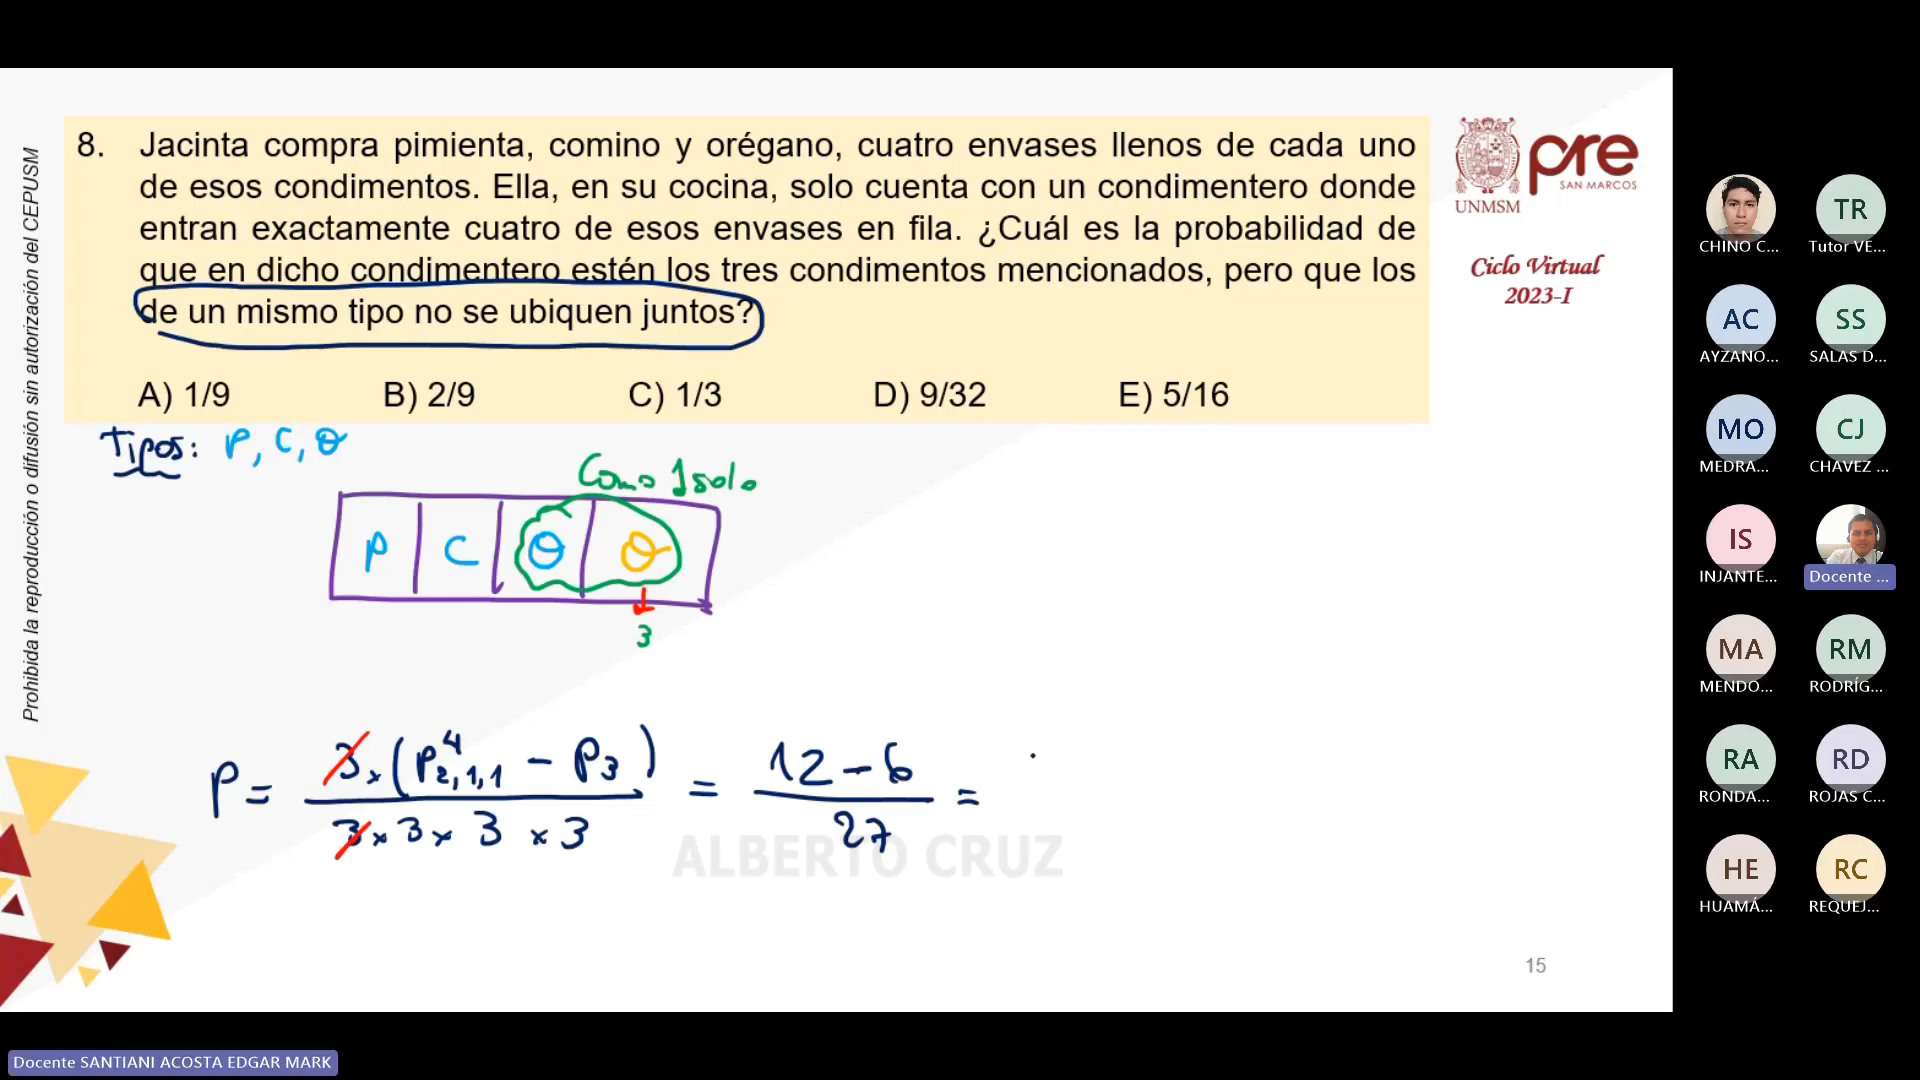 Prohibida la reproducción o difusión sin autorización del CEPUSM
8. Jacinta compra pimienta, comino y orégano, cuatro envases llenos de cada uno
de esos condimentos. Ella, en su cocina, solo cuenta con un condimentero donde
entran exactamente cuatro de esos envases en fila. ¿Cuál es la probabilidad de
que en dicho condimentero estén los tres condimentos mencionados, pero que los
de un mismo tipo no se ubiquen juntos?
A) 1/9 B) 2/9 C) 1/3 D) 9/32 E) 5/16
UNMSM
pre
SAN MARCOS
Ciclo Virtual
2023-I
Tipos: P, C, O
Como 1 solo
P C O O
3
P = 3 x (P⁴₂,₁,₁ - P₃) / 3 x 3 x 3 x 3 = 12 - 6 / 27 =
ALBERTO CRUZ
15
CHINO C...
TR
Tutor VE...
AC
AYZANO...
SS
SALAS D...
MO
MEDRA...
CJ
CHAVEZ ...
IS
INJANTE...
Docente ...
MA
MENDO...
RM
RODRÍG...
RA
RONDA...
RD
ROJAS C...
HE
HUAMÁ...
RC
REQUEJ...
Docente SANTIANI ACOSTA EDGAR MARK